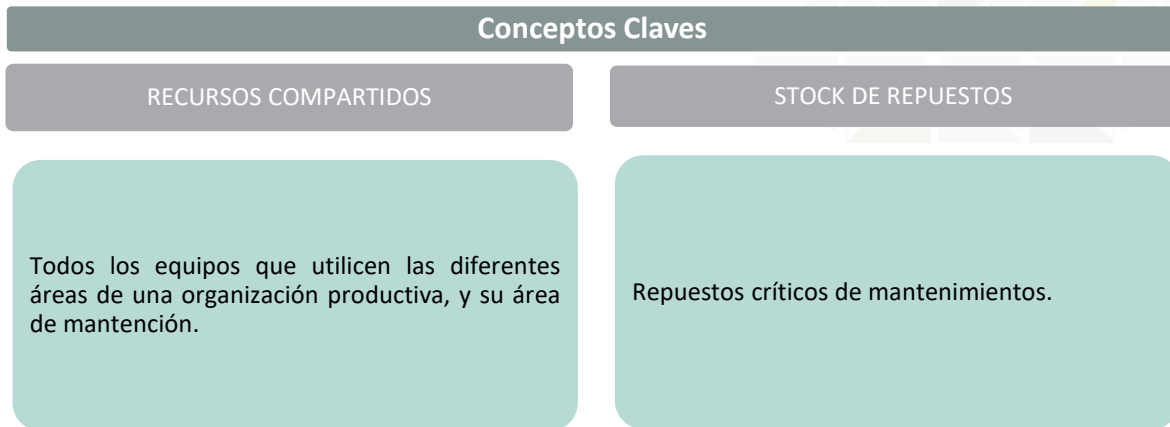 Conceptos Claves
RECURSOS COMPARTIDOS
STOCK DE REPUESTOS
Todos los equipos que utilicen las diferentes
áreas de una organización productiva, y su área
de mantención.
Repuestos críticos de mantenimientos.